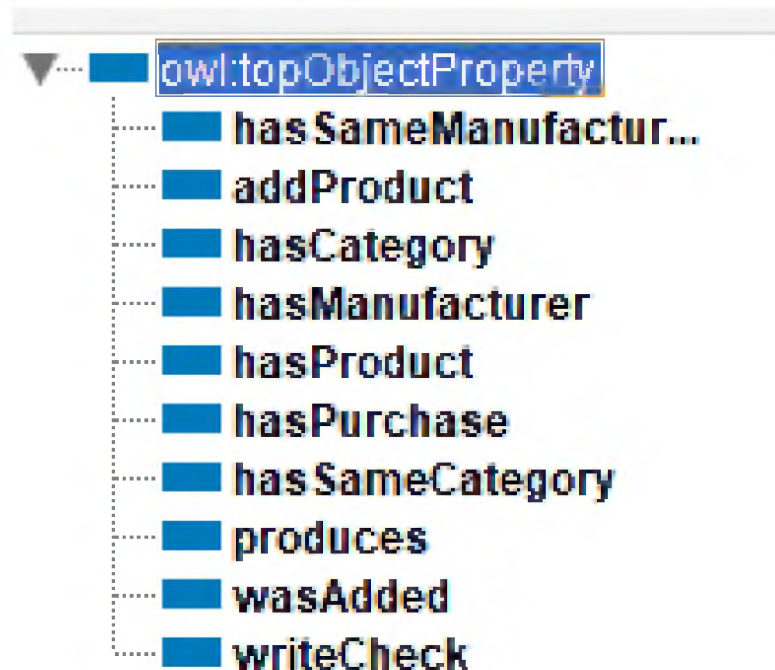 owl:topObjectProperty
hasSameManufactur...
addProduct
hasCategory
hasManufacturer
hasProduct
hasPurchase
hasSameCategory
produces
wasAdded
writeCheck